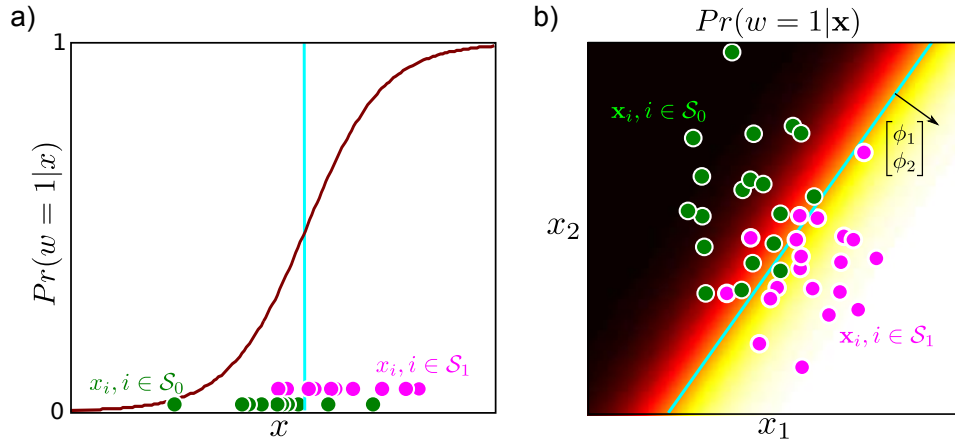 a)
1
Pr(w = 1|x)
x_i, i ∈ S_0
x_i, i ∈ S_1
0
x
b)
Pr(w = 1|𝐱)
𝐱_i, i ∈ S_0
[ϕ_1
ϕ_2]
x_2
𝐱_i, i ∈ S_1
x_1